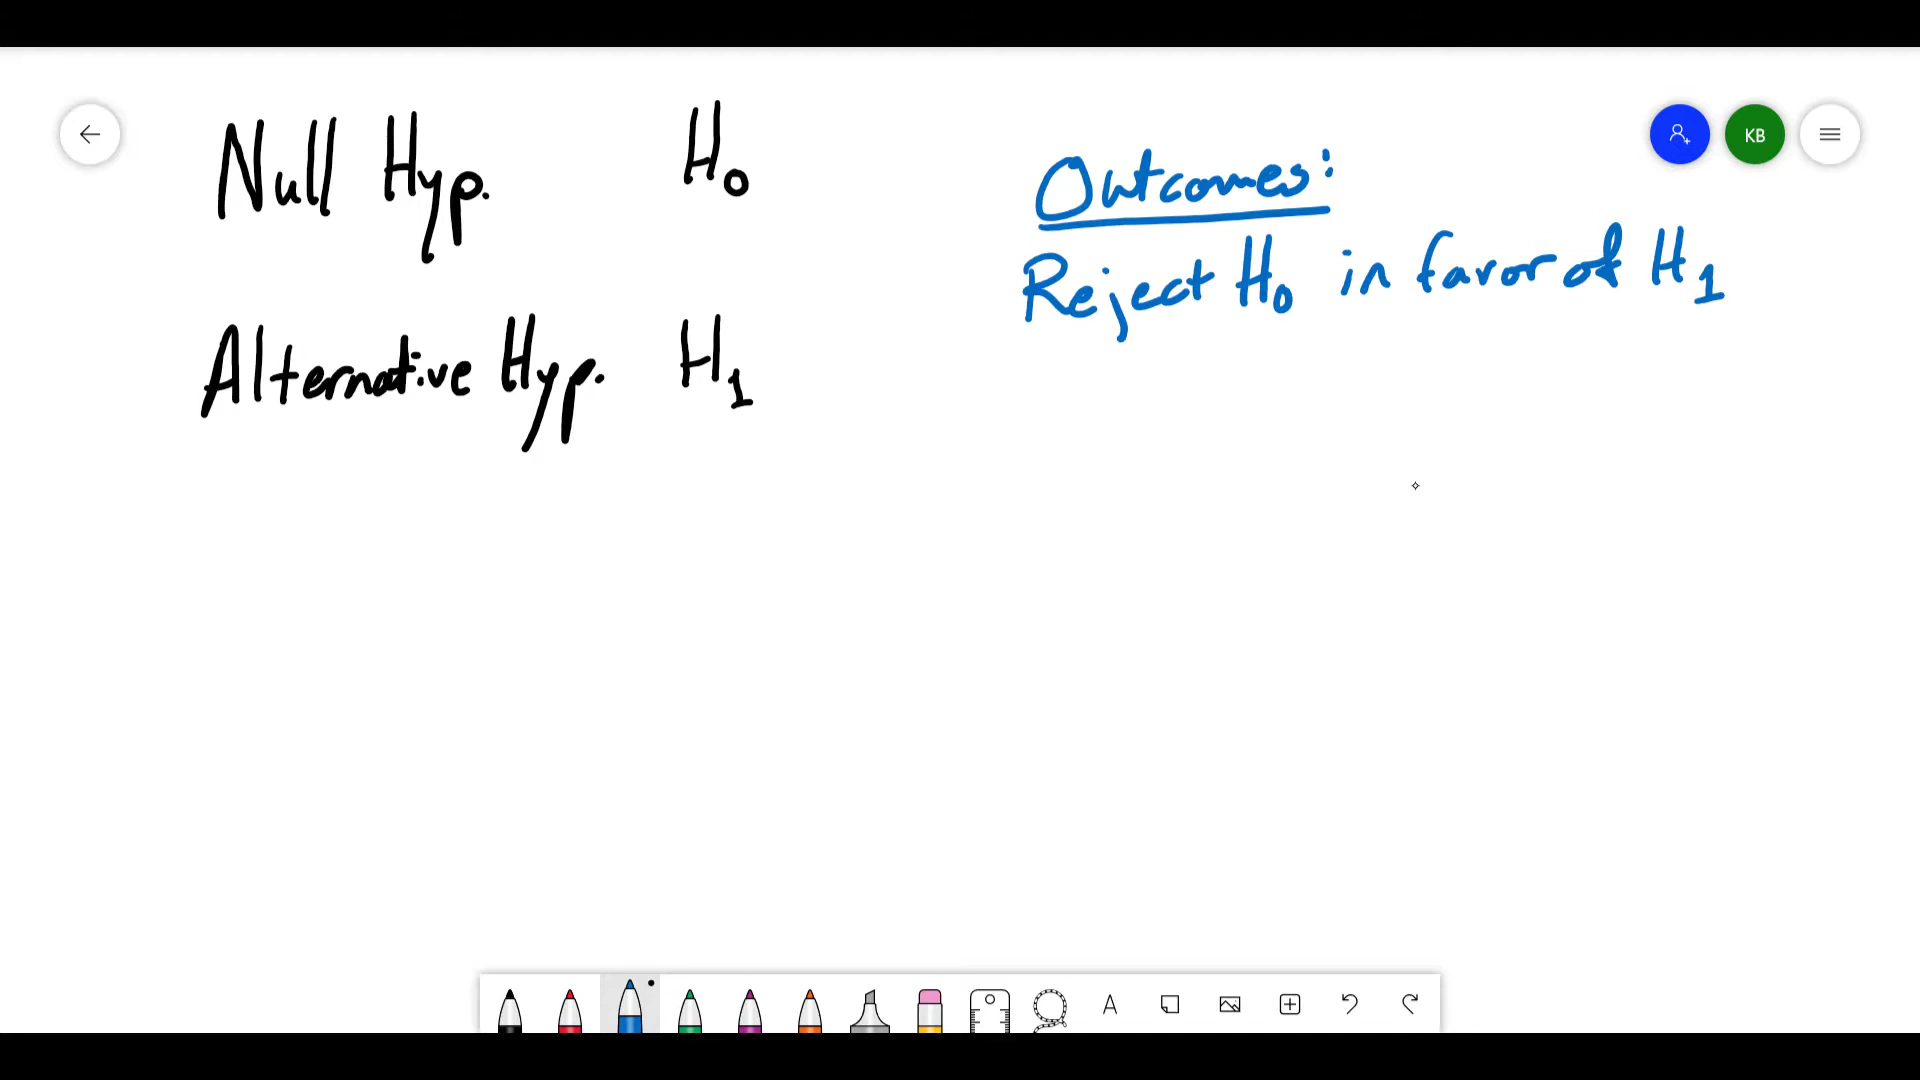 Null Hyp. H₀
Alternative Hyp. H₁
Outcomes:
Reject H₀ in favor of H₁
KB
A